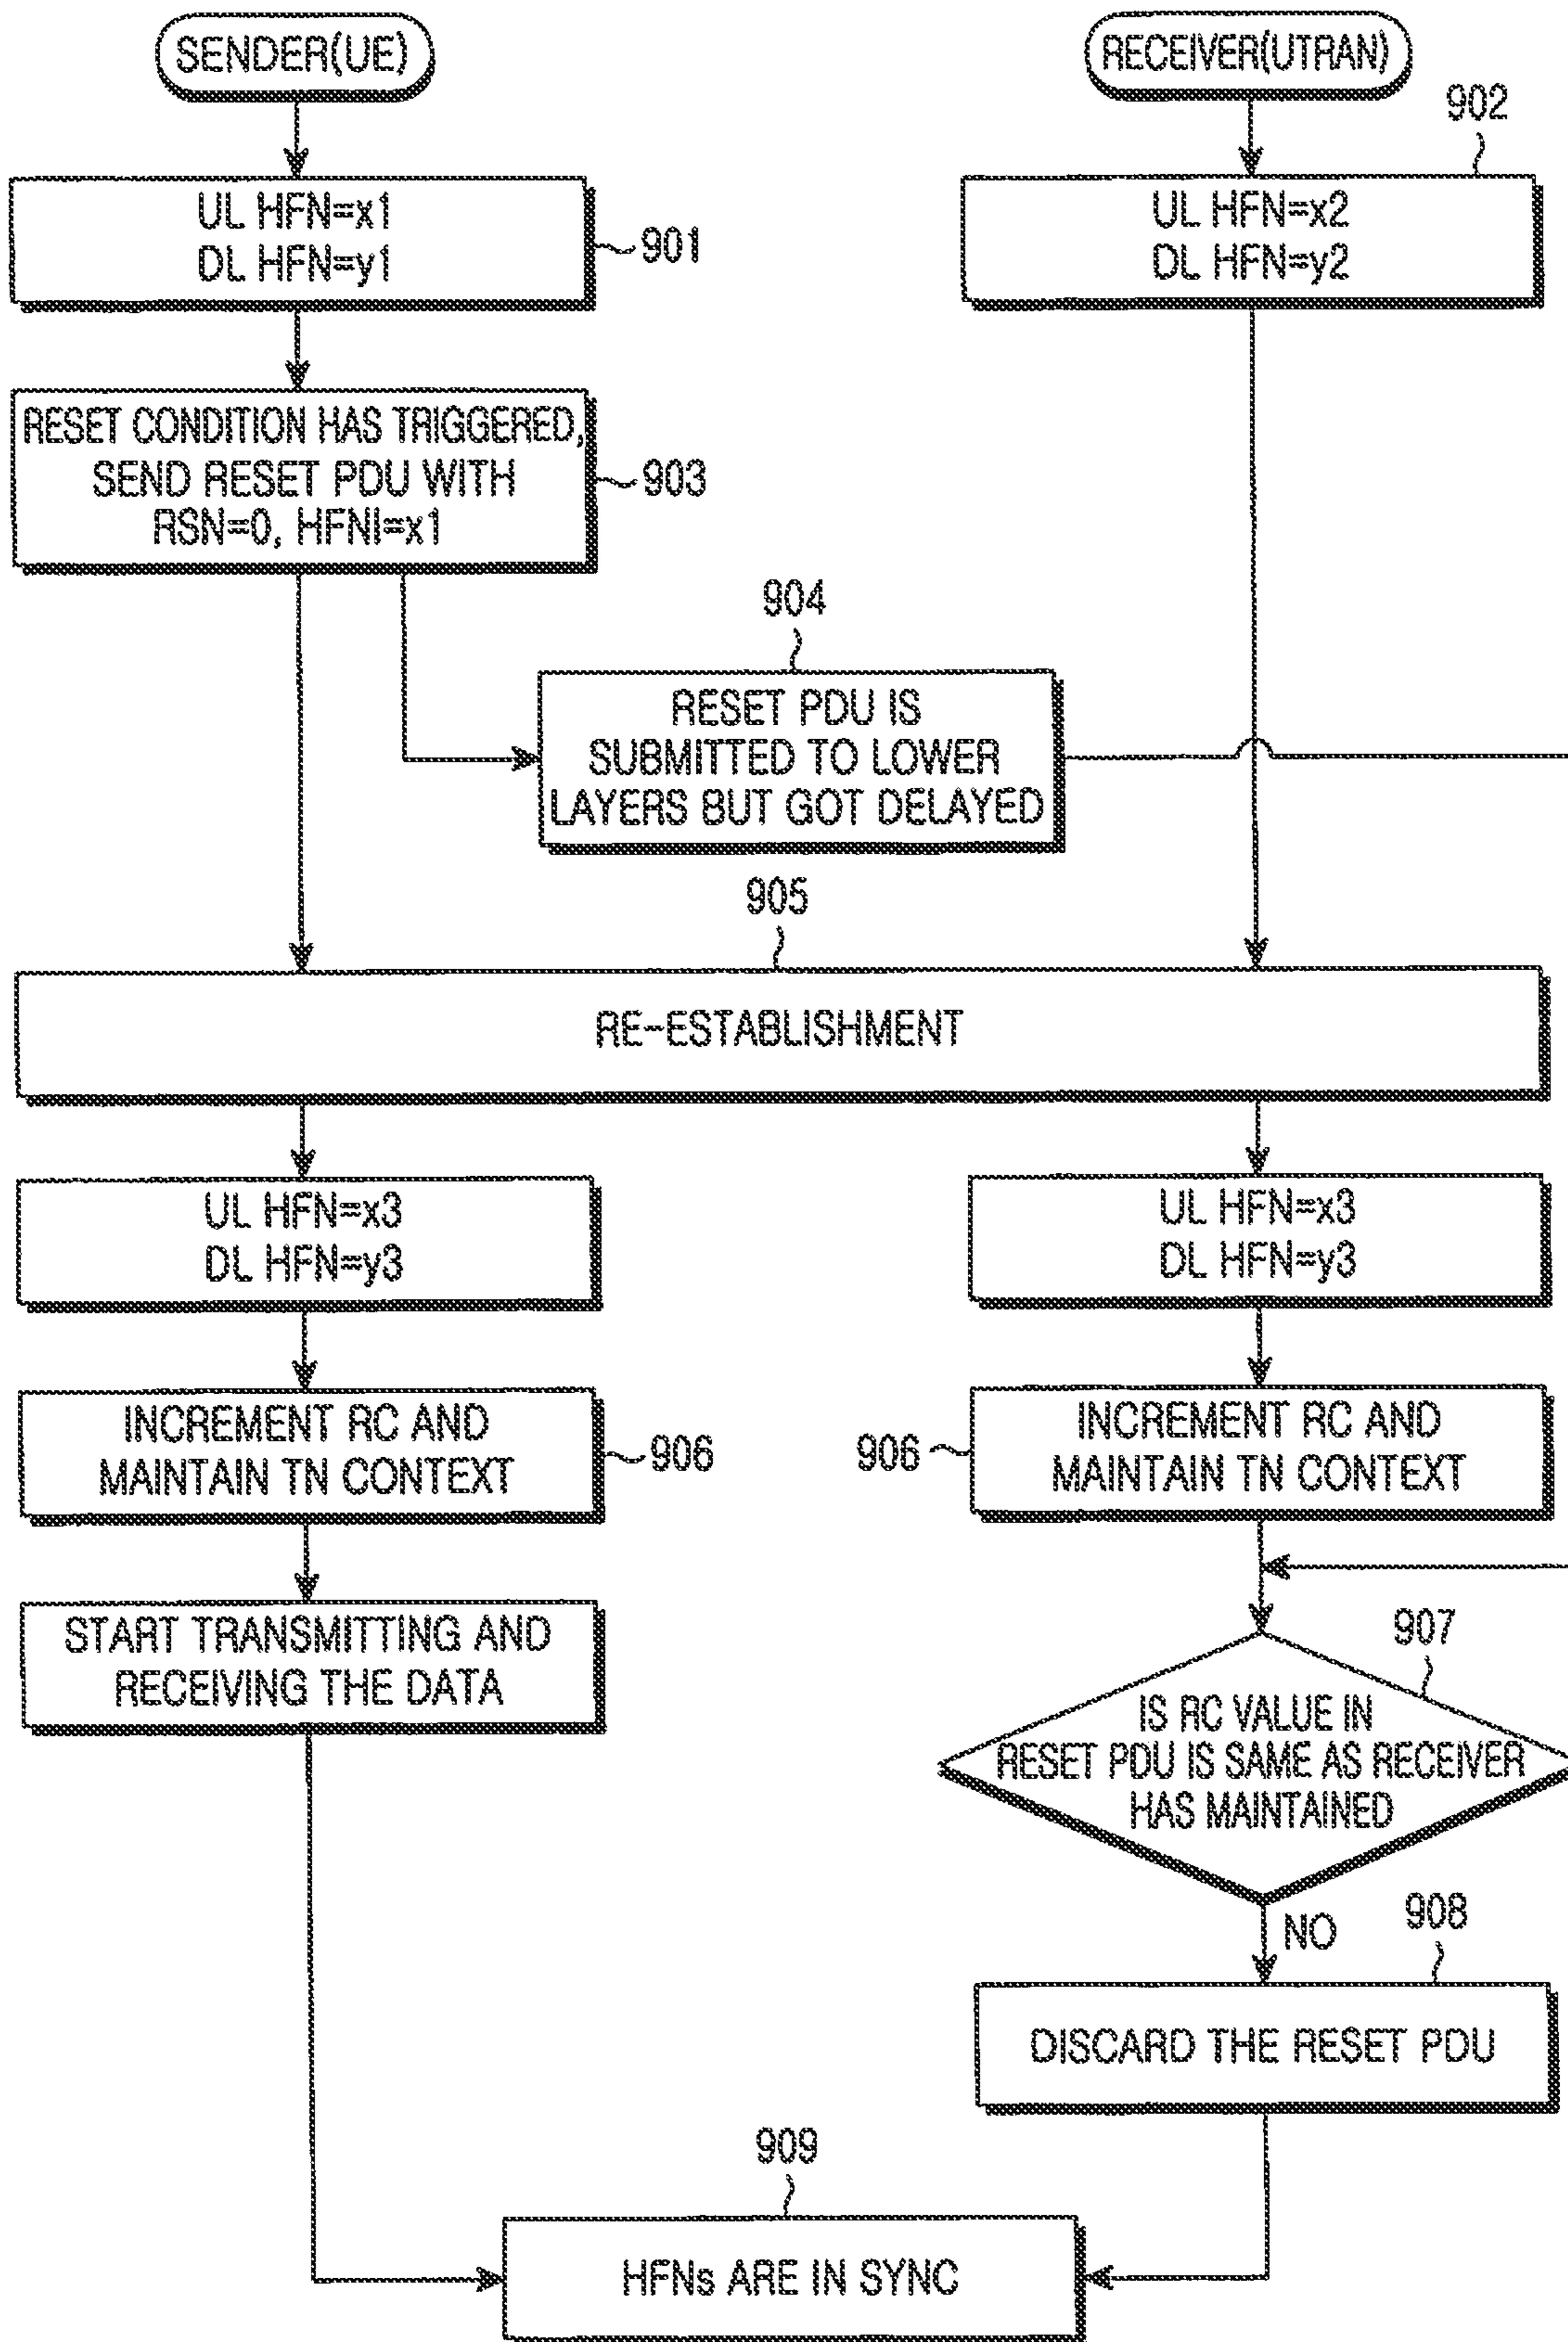 SENDER(UE)
RECEIVER(UTRAN)
902
UL HFN=x1
DL HFN=y1
901
UL HFN=x2
DL HFN=y2
RESET CONDITION HAS TRIGGERED,
SEND RESET PDU WITH
RSN=0, HFNI=x1
903
904
RESET PDU IS
SUBMITTED TO LOWER
LAYERS BUT GOT DELAYED
905
RE-ESTABLISHMENT
UL HFN=x3
DL HFN=y3
UL HFN=x3
DL HFN=y3
INCREMENT RC AND
MAINTAIN TN CONTEXT
906
906
INCREMENT RC AND
MAINTAIN TN CONTEXT
START TRANSMITTING AND
RECEIVING THE DATA
907
IS RC VALUE IN
RESET PDU IS SAME AS RECEIVER
HAS MAINTAINED
NO
908
DISCARD THE RESET PDU
909
HFNs ARE IN SYNC